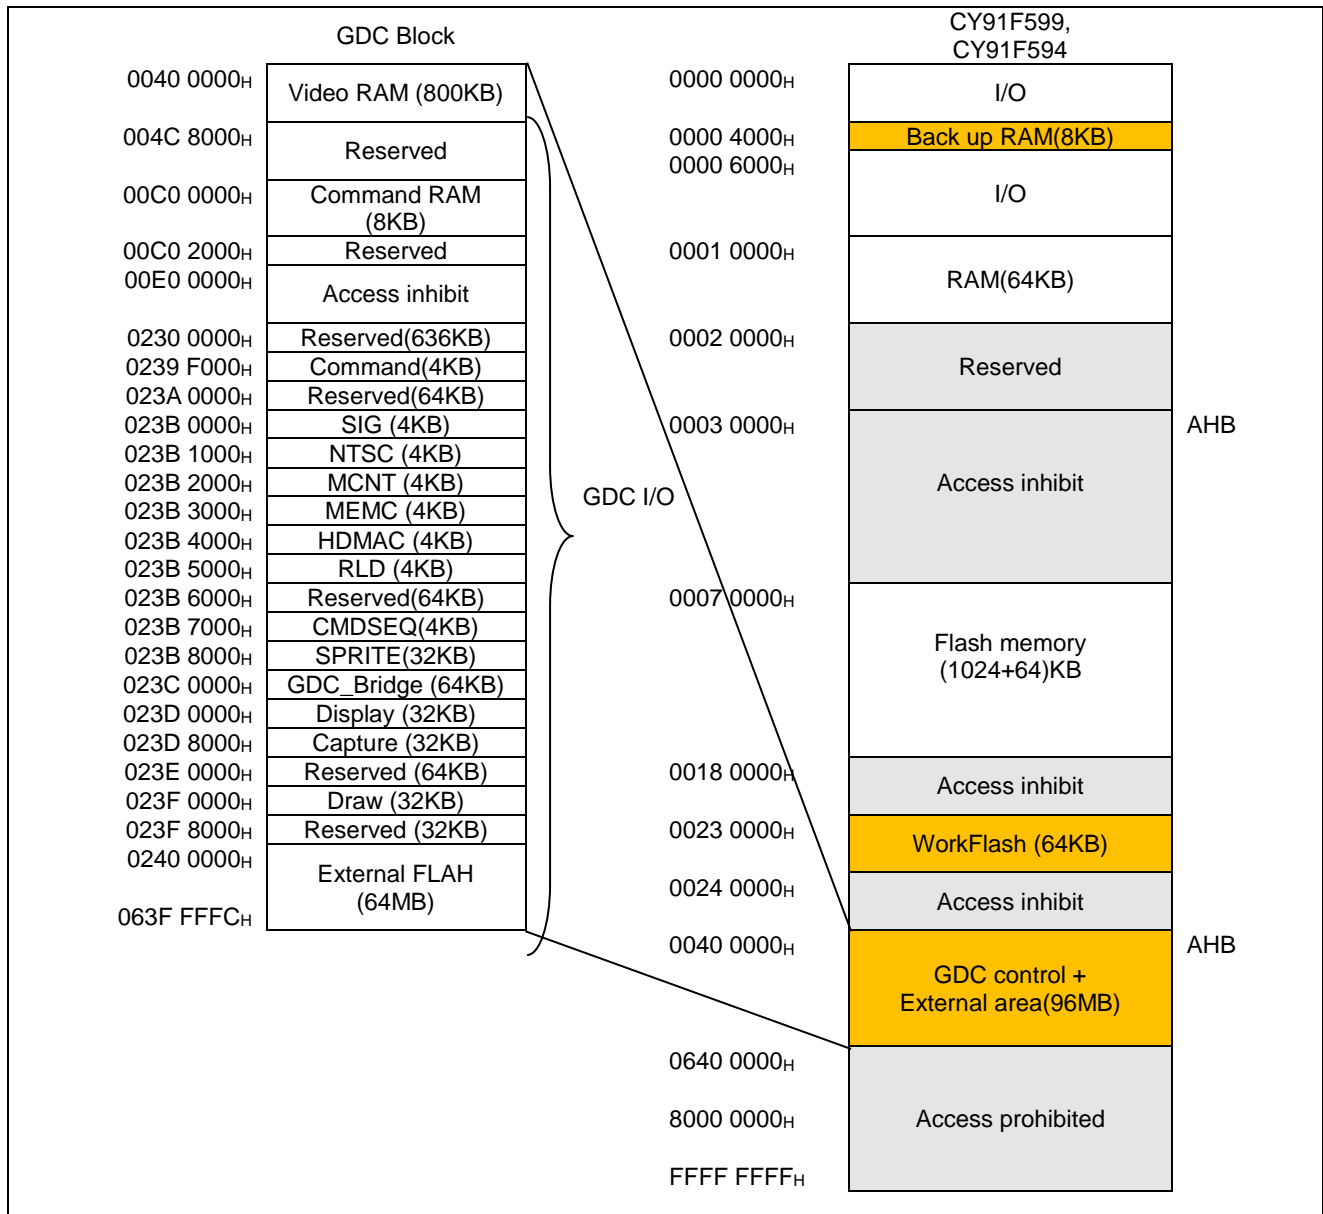 GDC Block
0040 0000H
Video RAM (800KB)
004C 8000H
Reserved
00C0 0000H
Command RAM
(8KB)
00C0 2000H
Reserved
00E0 0000H
Access inhibit
0230 0000H
Reserved(636KB)
0239 F000H
Command(4KB)
023A 0000H
Reserved(64KB)
023B 0000H
SIG (4KB)
023B 1000H
NTSC (4KB)
023B 2000H
MCNT (4KB)
023B 3000H
MEMC (4KB)
023B 4000H
HDMAC (4KB)
023B 5000H
RLD (4KB)
023B 6000H
Reserved(64KB)
023B 7000H
CMDSEQ(4KB)
023B 8000H
SPRITE(32KB)
023C 0000H
GDC_Bridge (64KB)
023D 0000H
Display (32KB)
023D 8000H
Capture (32KB)
023E 0000H
Reserved (64KB)
023F 0000H
Draw (32KB)
023F 8000H
Reserved (32KB)
0240 0000H
External FLAH
(64MB)
063F FFFCH
GDC I/O
CY91F599,
CY91F594
0000 0000H
I/O
0000 4000H
Back up RAM(8KB)
0000 6000H
I/O
0001 0000H
RAM(64KB)
0002 0000H
Reserved
0003 0000H
AHB
Access inhibit
0007 0000H
Flash memory
(1024+64)KB
0018 0000H
Access inhibit
0023 0000H
WorkFlash (64KB)
0024 0000H
Access inhibit
0040 0000H
AHB
GDC control +
External area(96MB)
0640 0000H
8000 0000H
Access prohibited
FFFF FFFFH